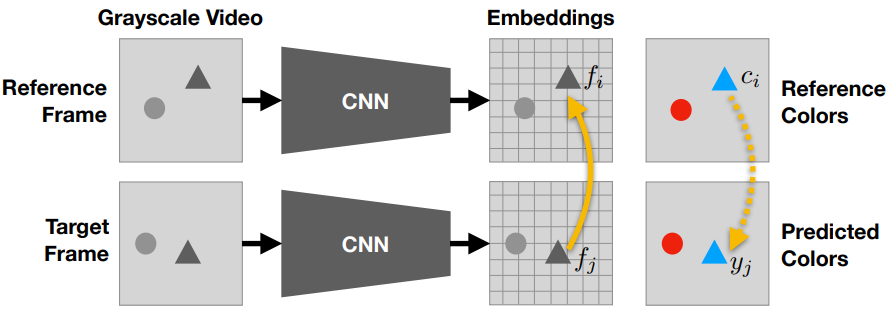 Grayscale Video
Embeddings
Reference
Frame
CNN
f_i
c_i
Reference
Colors
Target
Frame
CNN
f_j
y_j
Predicted
Colors